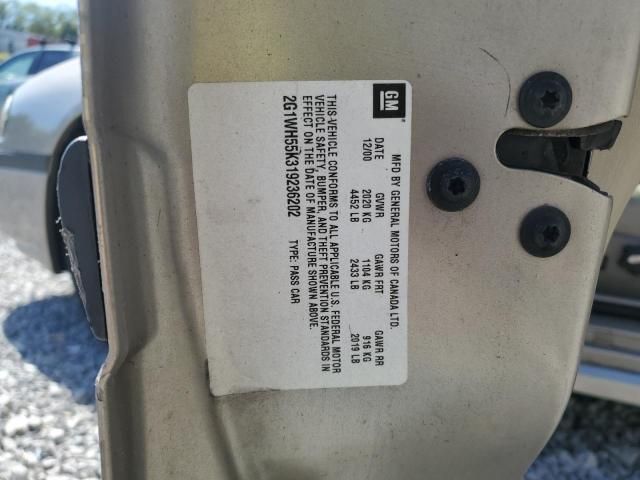 GM
MFD BY GENERAL MOTORS OF CANADA LTD.
DATE GVWR GAWR FRT GAWR RR
12/00 2020 KG 1104 KG 916 KG
4452 LB 2433 LB 2019 LB
THIS VEHICLE CONFORMS TO ALL APPLICABLE U.S. FEDERAL MOTOR
VEHICLE SAFETY, BUMPER, AND THEFT PREVENTION STANDARDS IN
EFFECT ON THE DATE OF MANUFACTURE SHOWN ABOVE.
2G1WH55K319236202 TYPE: PASS CAR